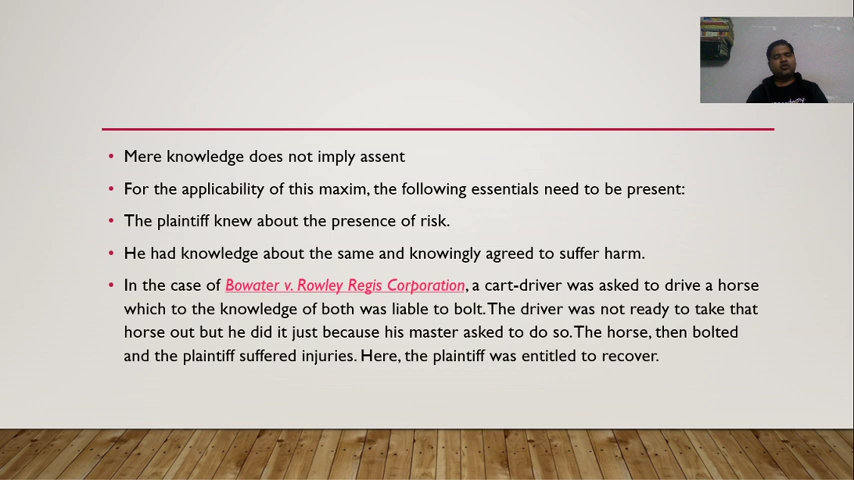 • Mere knowledge does not imply assent
• For the applicability of this maxim, the following essentials need to be present:
• The plaintiff knew about the presence of risk.
• He had knowledge about the same and knowingly agreed to suffer harm.
• In the case of Bowater v. Rowley Regis Corporation, a cart-driver was asked to drive a horse
which to the knowledge of both was liable to bolt. The driver was not ready to take that
horse out but he did it just because his master asked to do so. The horse, then bolted
and the plaintiff suffered injuries. Here, the plaintiff was entitled to recover.